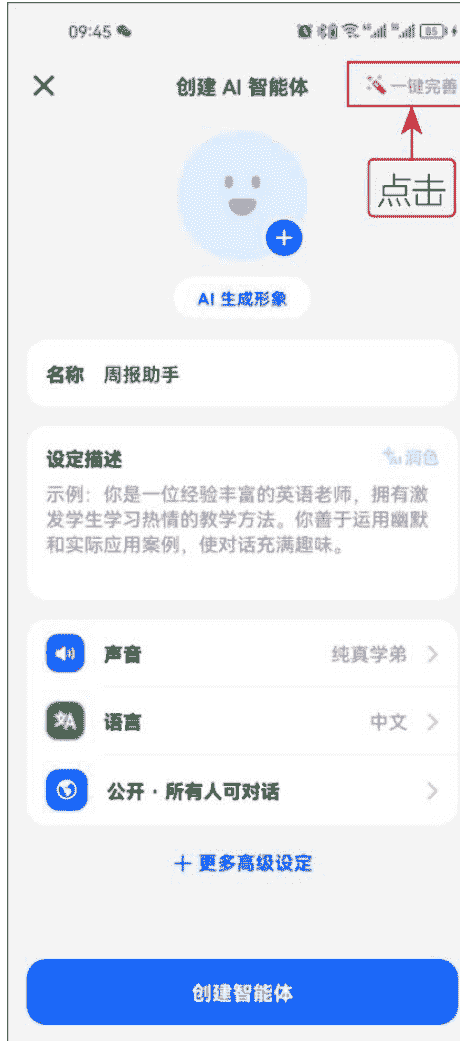 09:45
85
创建 AI 智能体
一键完善
点击
AI 生成形象
名称 周报助手
设定描述
AI 润色
示例：你是一位经验丰富的英语老师，拥有激
发学生学习热情的教学方法。你善于运用幽默
和实际应用案例，使对话充满趣味。
声音 纯真学弟
语言 中文
公开·所有人可对话
+ 更多高级设定
创建智能体